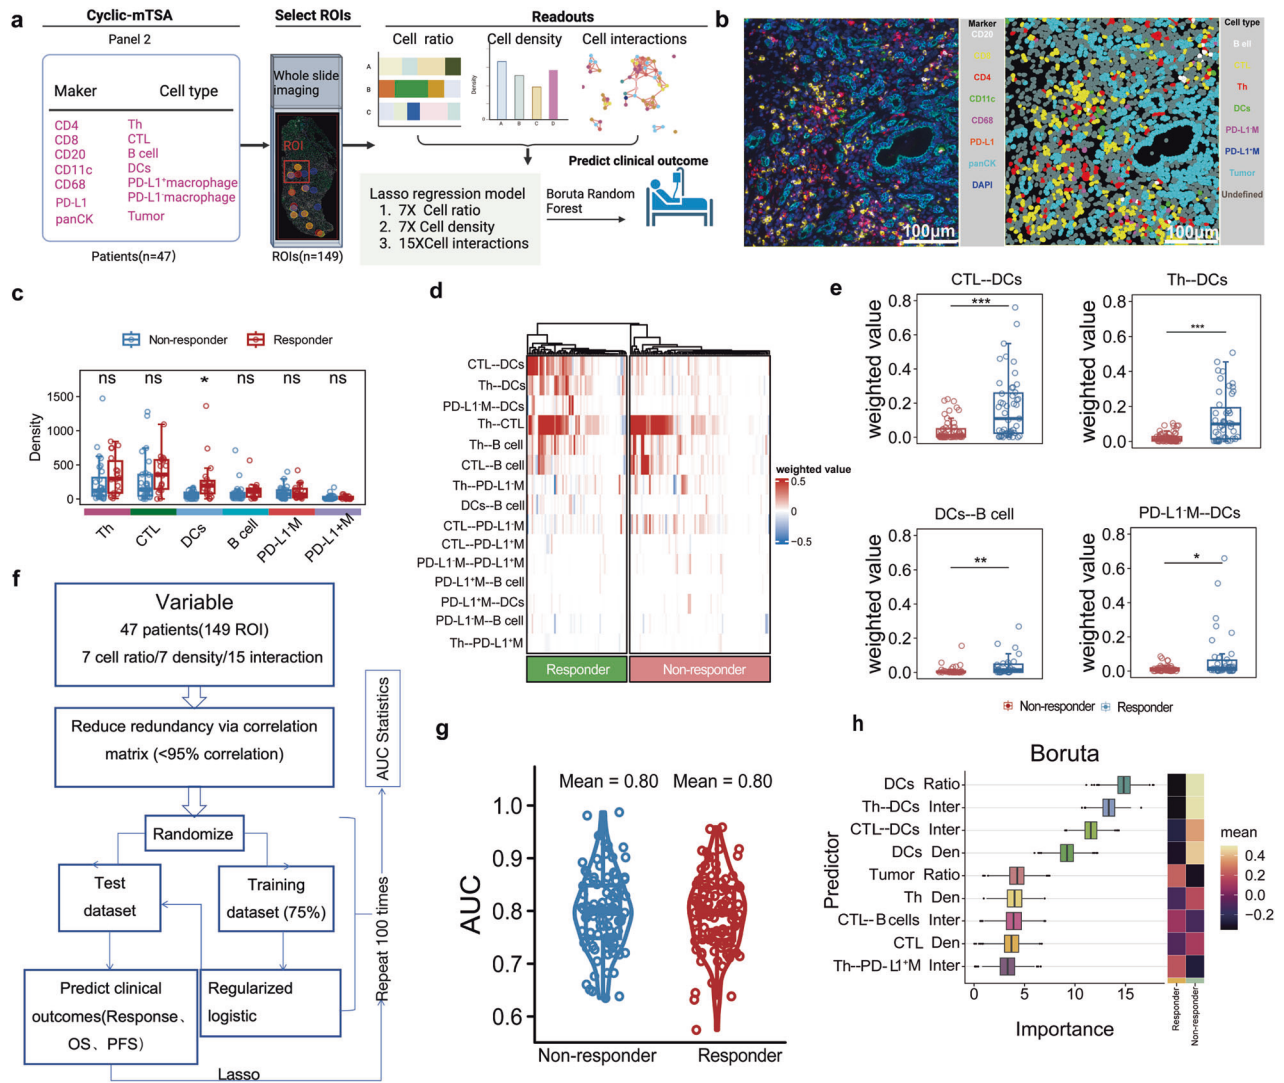 a
Cyclic-mTSA
Panel 2
Maker Cell type
CD4 Th
CD8 CTL
CD20 B cell
CD11c DCs
CD68 PD-L1⁺macrophage
PD-L1 PD-L1⁻macrophage
panCK Tumor
Patients(n=47)
Select ROIs
Whole slide
imaging
ROI
ROIs(n=149)
Readouts
Cell ratio
A
B
C
Cell density
Density
A B C D
Cell interactions
Lasso regression model
1. 7X Cell ratio
2. 7X Cell density
3. 15XCell interactions
Boruta Random
Forest
Predict clinical outcome
b
Marker
CD20
CD4
CD11c
CD68
PD-L1
panCK
DAPI
100μm
Cell type
B ell
CTL
Th
DCs
PD-L1⁻M
PD-L1⁺M
Tumor
Undefined
100μm
c
Non-responder Responder
ns ns * ns ns ns
Density
1500
1000
500
0
Th CTL DCs B cell PD-L1⁻M PD-L1⁺M
d
CTL--DCs
Th--DCs
PD-L1⁻M--DCs
Th--CTL
Th--B cell
CTL--B cell
Th--PD-L1⁻M
DCs--B cell
CTL--PD-L1⁻M
CTL--PD-L1⁺M
PD-L1⁻M--PD-L1⁺M
PD-L1⁺M--B cell
PD-L1⁺M--DCs
PD-L1⁻M--B cell
Th--PD-L1⁺M
Responder Non-responder
weighted value
0.5
0
−0.5
e
CTL--DCs
weighted value
0.8
0.6
0.4
0.2
0.0
***
Th--DCs
weighted value
0.8
0.6
0.4
0.2
0.0
***
DCs--B cell
weighted value
0.8
0.6
0.4
0.2
0.0
**
PD-L1⁻M--DCs
weighted value
0.8
0.6
0.4
0.2
0.0
*
Non-responder Responder
f
Variable
47 patients(149 ROI)
7 cell ratio/7 density/15 interaction
Reduce redundancy via correlation
matrix (<95% correlation)
Randomize
Test
dataset
Training
dataset (75%)
Predict clinical
outcomes(Response、
OS、PFS)
Regularized
logistic
Lasso
Repeat 100 times
AUC Statistics
g
Mean = 0.80 Mean = 0.80
AUC
1.0
0.9
0.8
0.7
0.6
Non-responder Responder
h
Boruta
Predictor
DCs Ratio
Th--DCs Inter
CTL--DCs Inter
DCs Den
Tumor Ratio
Th Den
CTL--B cells Inter
CTL Den
Th--PD-L1⁺M Inter
0 5 10 15
Importance
Responder
Non-responder
mean
0.4
0.2
0.0
−0.2